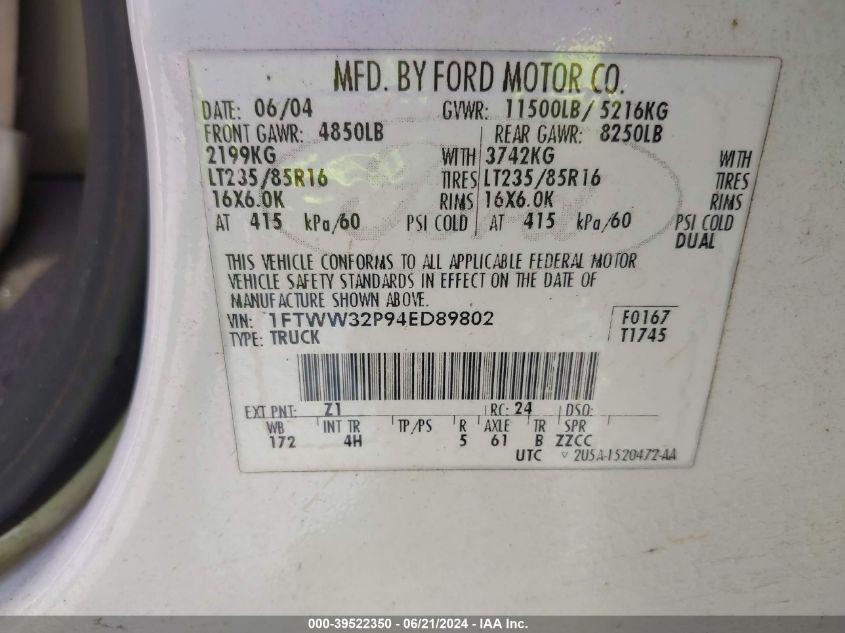 MFD. BY FORD MOTOR CO.
DATE: 06/04 GVWR: 11500LB/ 5216KG
FRONT GAWR: 4850LB REAR GAWR: 8250LB
2199KG WITH 3742KG WITH
LT235/85R16 TIRES LT235/85R16 TIRES
16X6.0K RIMS 16X6.0K RIMS
AT 415 kPa/60 PSI COLD AT 415 kPa/60 PSI COLD
DUAL
THIS VEHICLE CONFORMS TO ALL APPLICABLE FEDERAL MOTOR
VEHICLE SAFETY STANDARDS IN EFFECT ON THE DATE OF
MANUFACTURE SHOWN ABOVE.
VIN: 1FTWW32P94ED89802 F0167
TYPE: TRUCK T1745
EXT PNT: Z1 RC: 24 DSO:
WB INT TR TP/PS R AXLE TR SPR
172 4H 5 61 B ZZCC
UTC ▽ 2U5A-1520472-AA
000-39522350 - 06/21/2024 - IAA Inc.